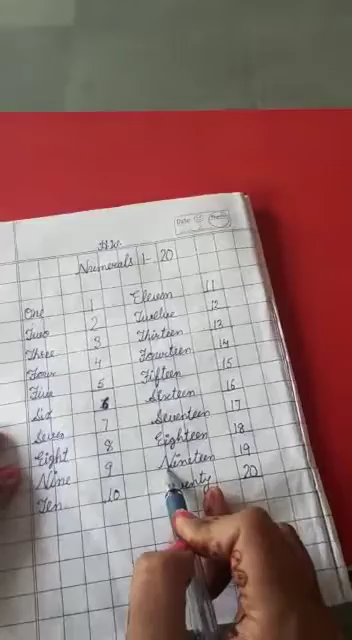 Date
H.W.
Numerals 1 - 20
One 1 Eleven 11
Two 2 Twelve 12
Three 3 Thirteen 13
Four 4 Fourteen 14
Five 5 Fifteen 15
Six 6 Sixteen 16
Seven 7 Seventeen 17
Eight 8 Eighteen 18
Nine 9 Nineteen 19
Ten 10 20